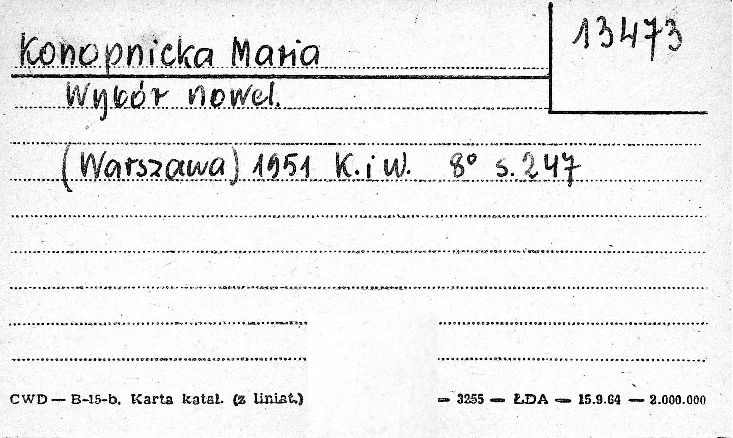 13473
Konopnicka Maria
Wybór nowel.
(Warszawa) 1951 K. i W. 8° s. 247
CWD — B-15-b. Karta katal. (z liniat.) — 3255 — ŁDA — 15.9.64 — 2.000.000